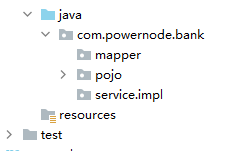 java
com.powernode.bank
mapper
pojo
service.impl
resources
test